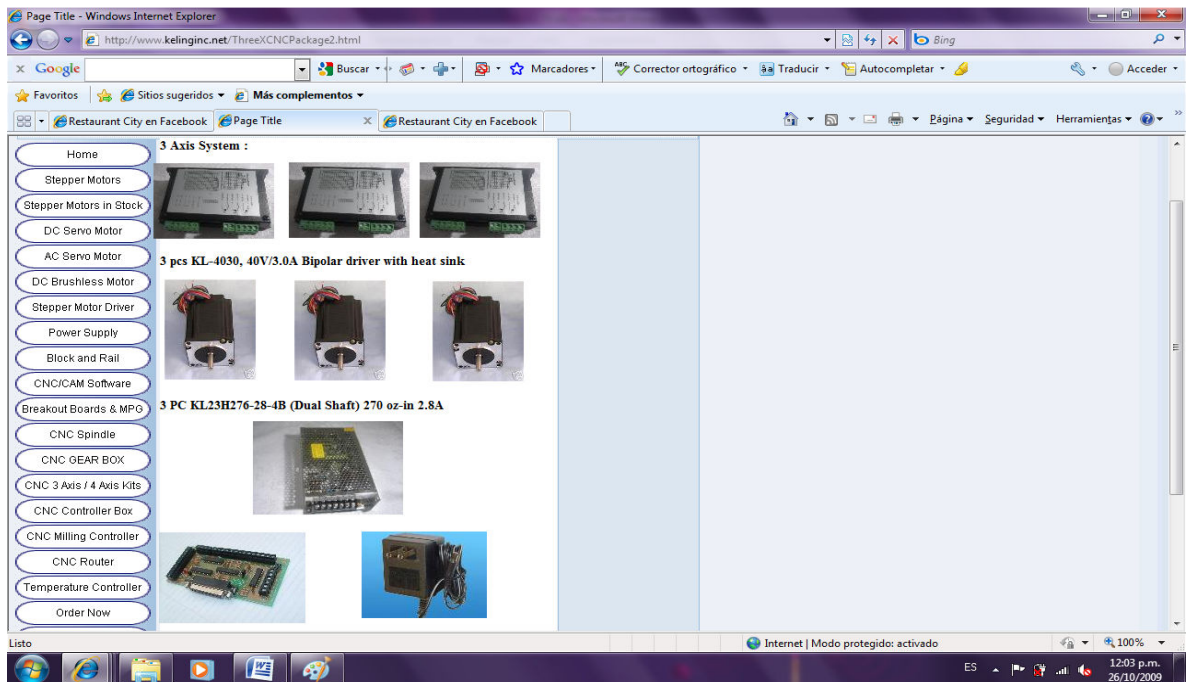 Page Title - Windows Internet Explorer
http://www.kelinginc.net/ThreeXCNCPackage2.html
Bing
x Google
Buscar
Marcadores
ABC Corrector ortográfico
Traducir
Autocompletar
Acceder
Favoritos
Sitios sugeridos
Más complementos
Restaurant City en Facebook
Page Title
x
Restaurant City en Facebook
Página
Seguridad
Herramientas
Home
Stepper Motors
Stepper Motors in Stock
DC Servo Motor
AC Servo Motor
DC Brushless Motor
Stepper Motor Driver
Power Supply
Block and Rail
CNC/CAM Software
Breakout Boards & MPG
CNC Spindle
CNC GEAR BOX
CNC 3 Axis / 4 Axis Kits
CNC Controller Box
CNC Milling Controller
CNC Router
Temperature Controller
Order Now
3 Axis System :
3 pcs KL-4030, 40V/3.0A Bipolar driver with heat sink
3 PC KL23H276-28-4B (Dual Shaft) 270 oz-in 2.8A
Listo
Internet | Modo protegido: activado
100%
ES
12:03 p.m.
26/10/2009